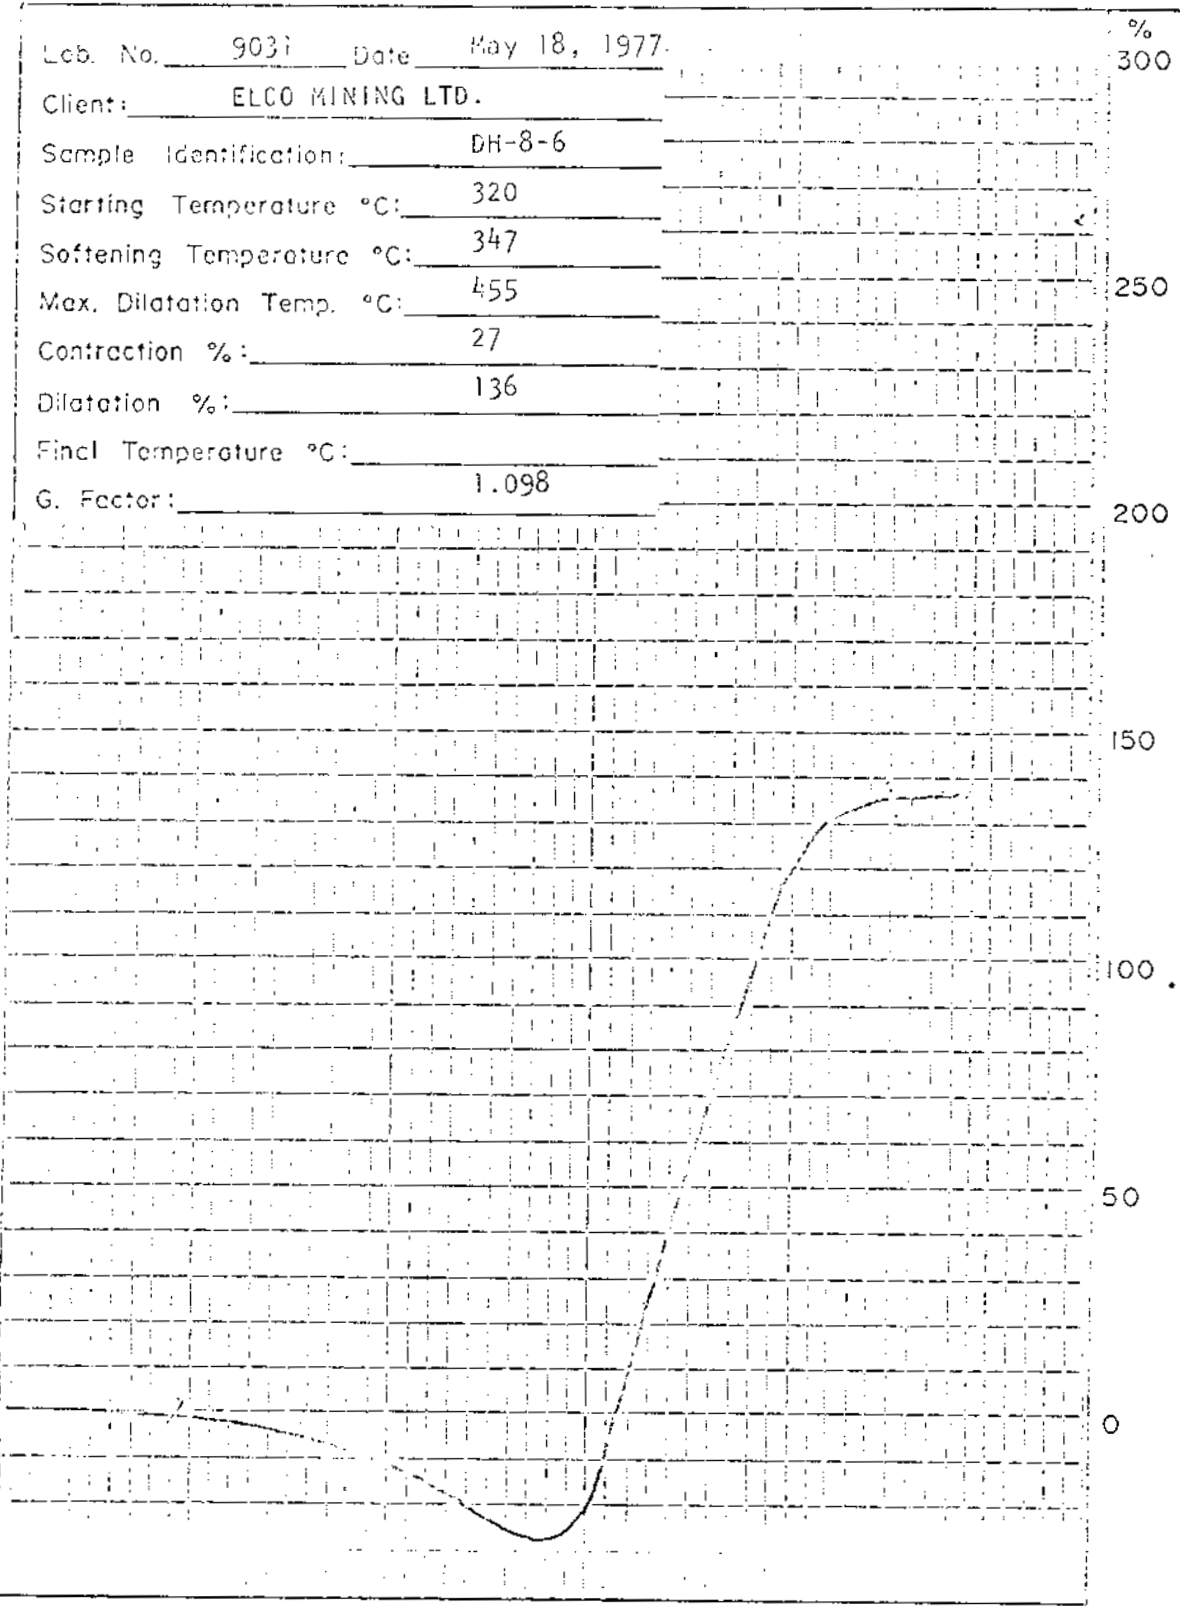 Lab. No. 9031 Date May 18, 1977
Client: ELCO MINING LTD.
Sample Identification: DH-8-6
Starting Temperature °C: 320
Softening Temperature °C: 347
Max. Dilatation Temp. °C: 455
Contraction %: 27
Dilatation %: 136
Final Temperature °C:
G. Factor: 1.098
%
300
250
200
150
100
50
0